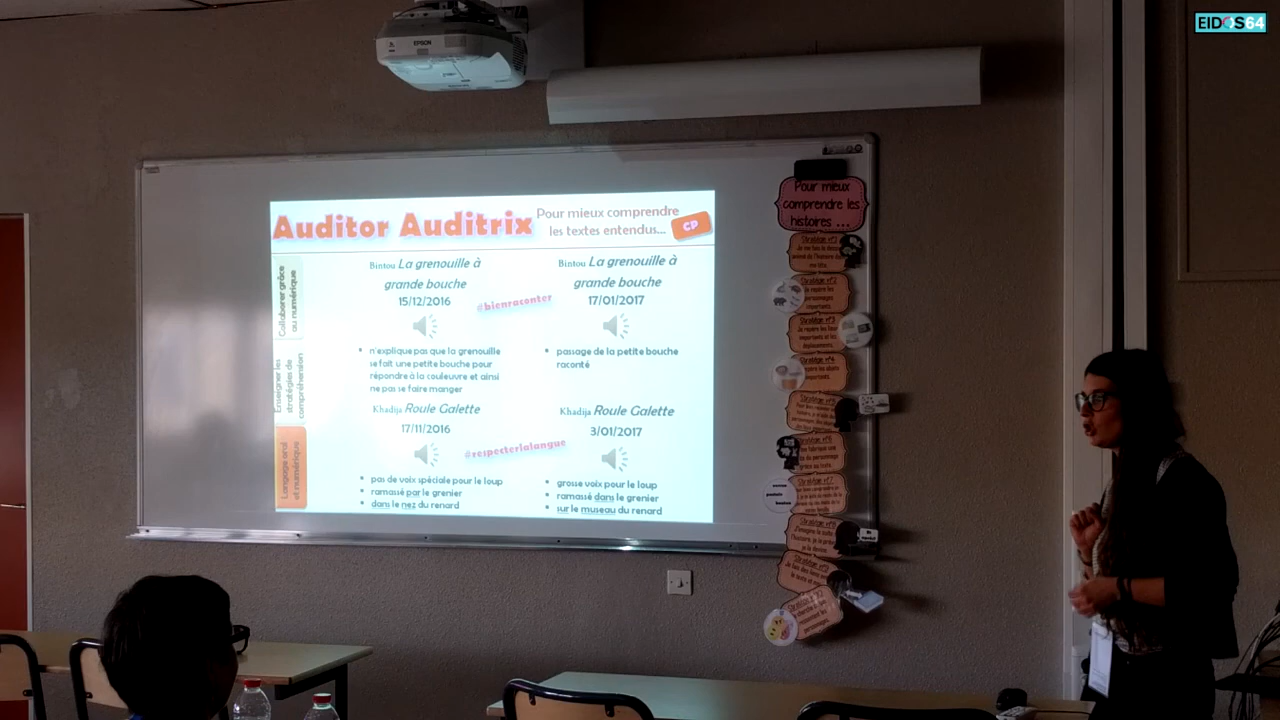 EIDOS64
EPSON
Auditor Auditrix
Pour mieux comprendre
les textes entendus...
CP
Collaborer grâce
au numérique
Enseigner les
stratégies de
compréhension
Langage oral
et numérique
Bintou La grenouille à
grande bouche
15/12/2016
#bienraconter
Bintou La grenouille à
grande bouche
17/01/2017
n'explique pas que la grenouille
se fait une petite bouche pour
répondre à la couleuvre et ainsi
ne pas se faire manger
passage de la petite bouche
raconté
Khadija Roule Galette
17/11/2016
#respecterlalangue
Khadija Roule Galette
3/01/2017
pas de voix spéciale pour le loup
ramassé par le grenier
dans le nez du renard
grosse voix pour le loup
ramassé dans le grenier
sur le museau du renard
Pour mieux
comprendre les
histoires ...